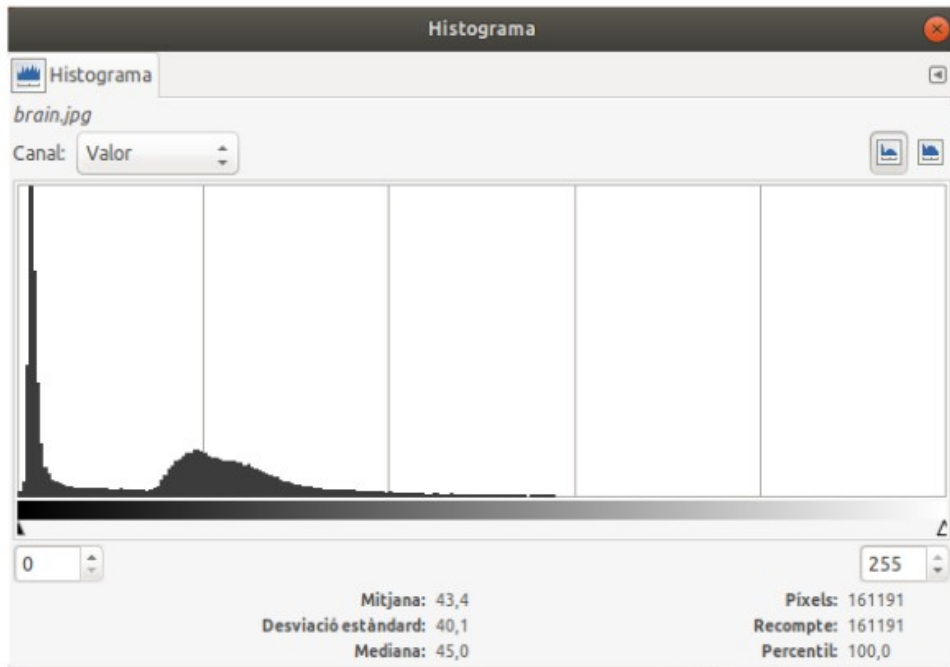 Histograma
Histograma
brain.jpg
Canal: Valor
0 255
Mitjana: 43,4 Píxels: 161191
Desviació estàndard: 40,1 Recompte: 161191
Mediana: 45,0 Percentil: 100,0